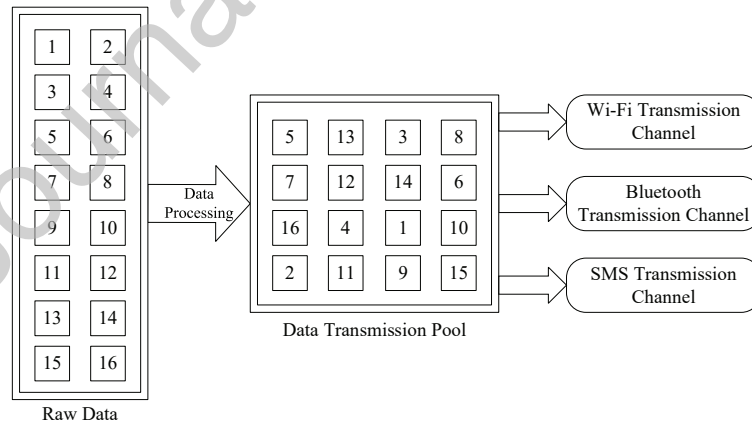 Journa
1 2
3 4
5 6
7 8
9 10
11 12
13 14
15 16
Raw Data
Data
Processing
5 13 3 8
7 12 14 6
16 4 1 10
2 11 9 15
Data Transmission Pool
Wi-Fi Transmission
Channel
Bluetooth
Transmission Channel
SMS Transmission
Channel